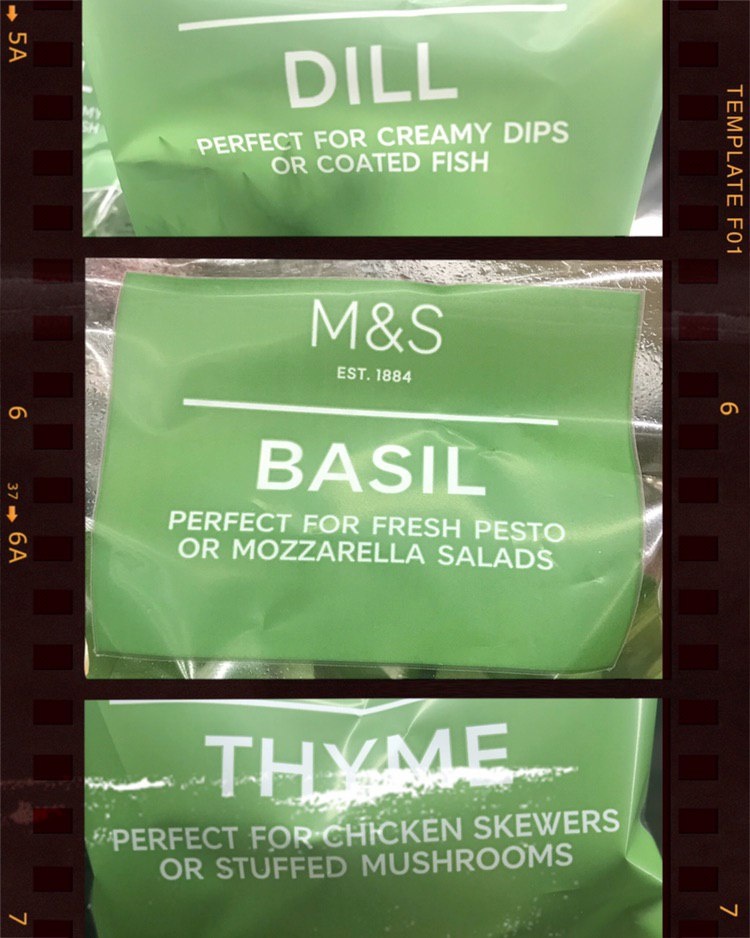 5A
DILL
PERFECT FOR CREAMY DIPS
OR COATED FISH
TEMPLATE F01
M&S
EST. 1884
BASIL
PERFECT FOR FRESH PESTO
OR MOZZARELLA SALADS
6
6
37
6A
THYME
PERFECT FOR CHICKEN SKEWERS
OR STUFFED MUSHROOMS
7
7